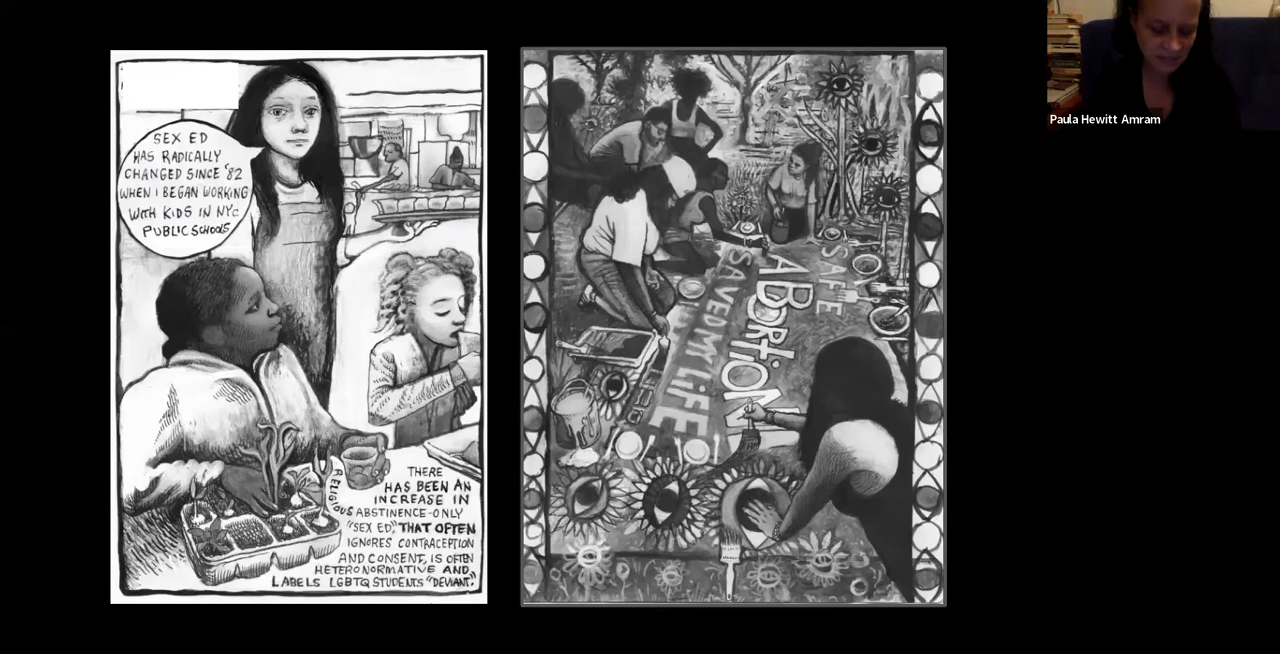 SEX ED
HAS RADICALLY
CHANGED SINCE '82
WHEN I BEGAN WORKING
WITH KIDS IN NYC
PUBLIC SCHOOLS
THERE
HAS BEEN AN
INCREASE IN
RELIGIOUS ABSTINENCE-ONLY
"SEX ED," THAT OFTEN
IGNORES CONTRACEPTION
AND CONSENT, IS OFTEN
HETERONORMATIVE AND
LABELS LGBTQ STUDENTS "DEVIANT."
SAFE
ABORTION
SAVED MY LIFE
Paula Hewitt Amram